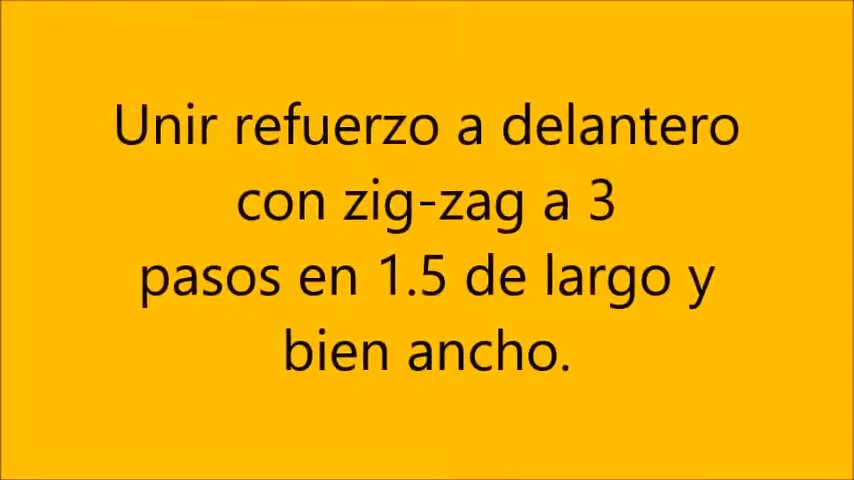 Unir refuerzo a delantero
con zig-zag a 3
pasos en 1.5 de largo y
bien ancho.